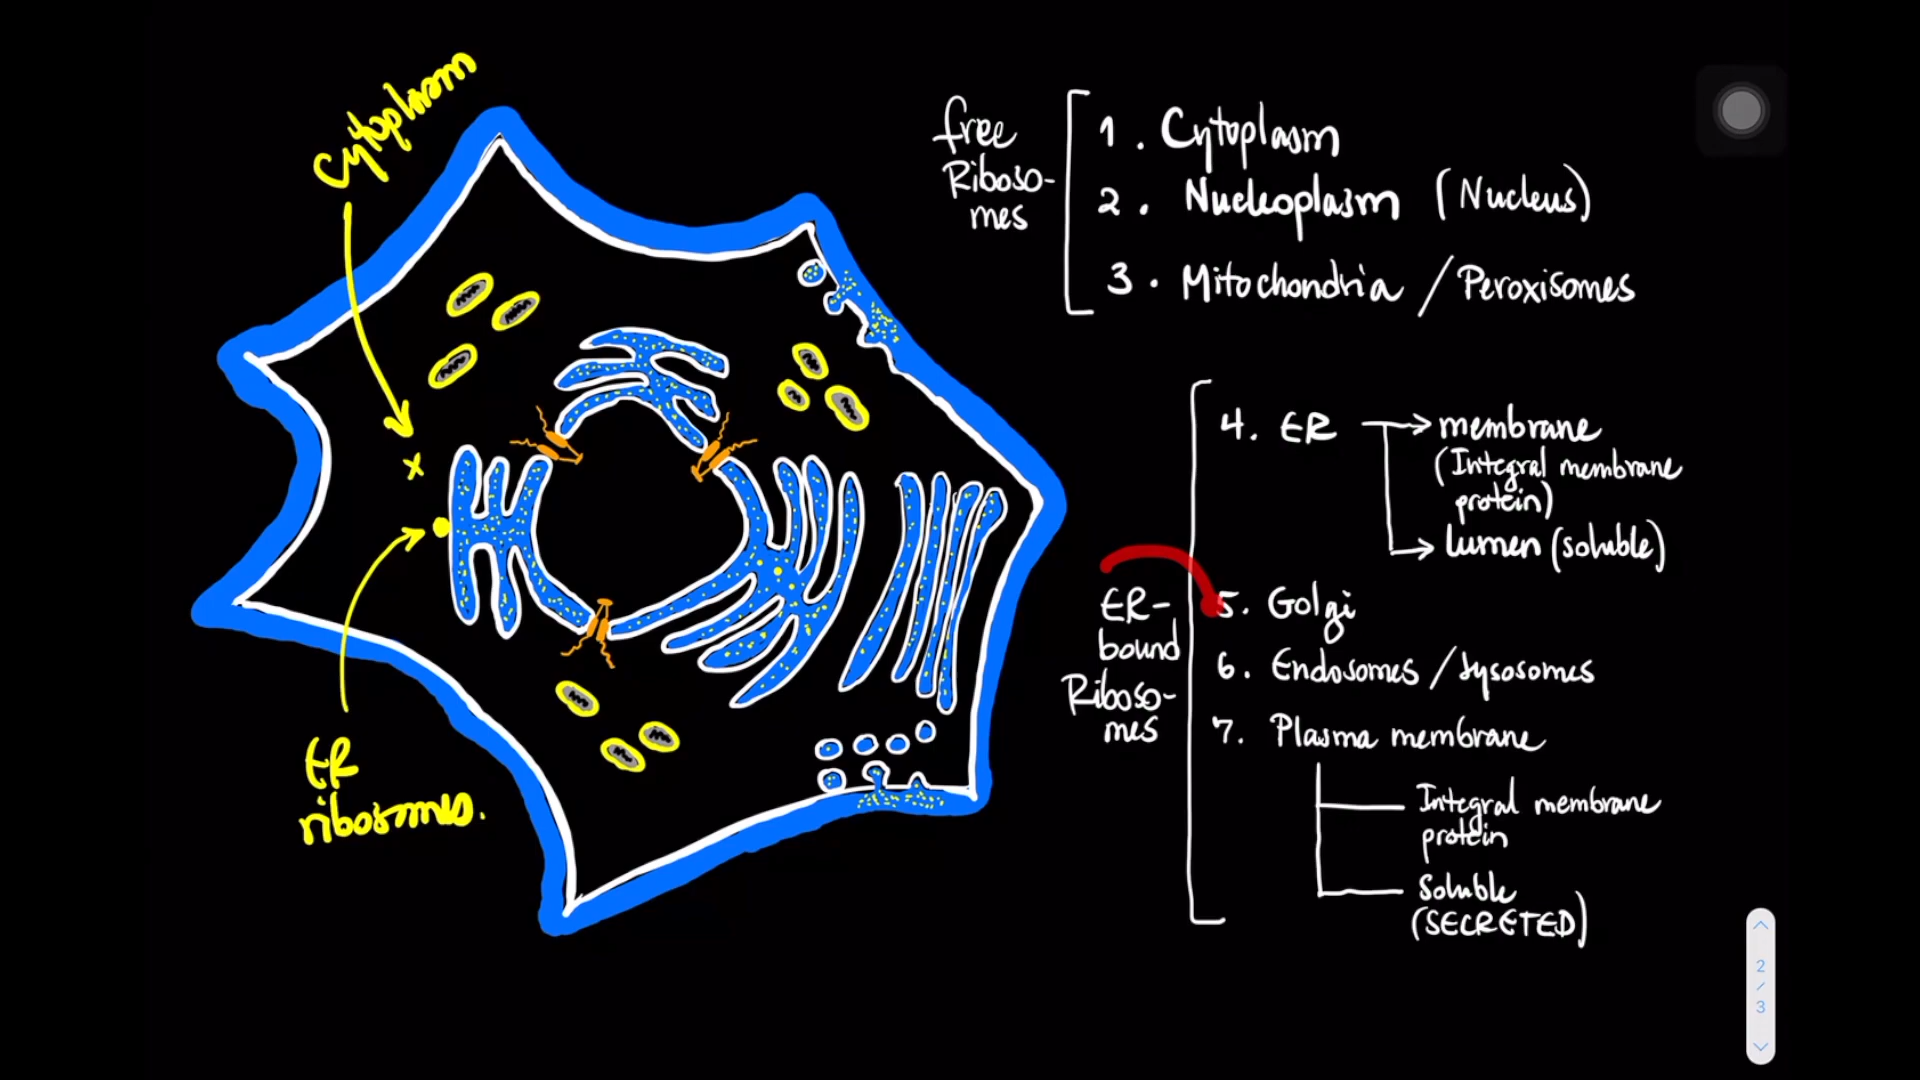 Cytoplasm
ER
ribosomes.
free
Riboso-
mes
1. Cytoplasm
2. Nucleoplasm (Nucleus)
3. Mitochondria / Peroxisomes
ER-
bound
Riboso-
mes
4. ER
membrane
(Integral membrane
protein)
lumen (soluble)
5. Golgi
6. Endosomes / Lysosomes
7. Plasma membrane
Integral membrane
protein
Soluble
(SECRETED)
2
/
3